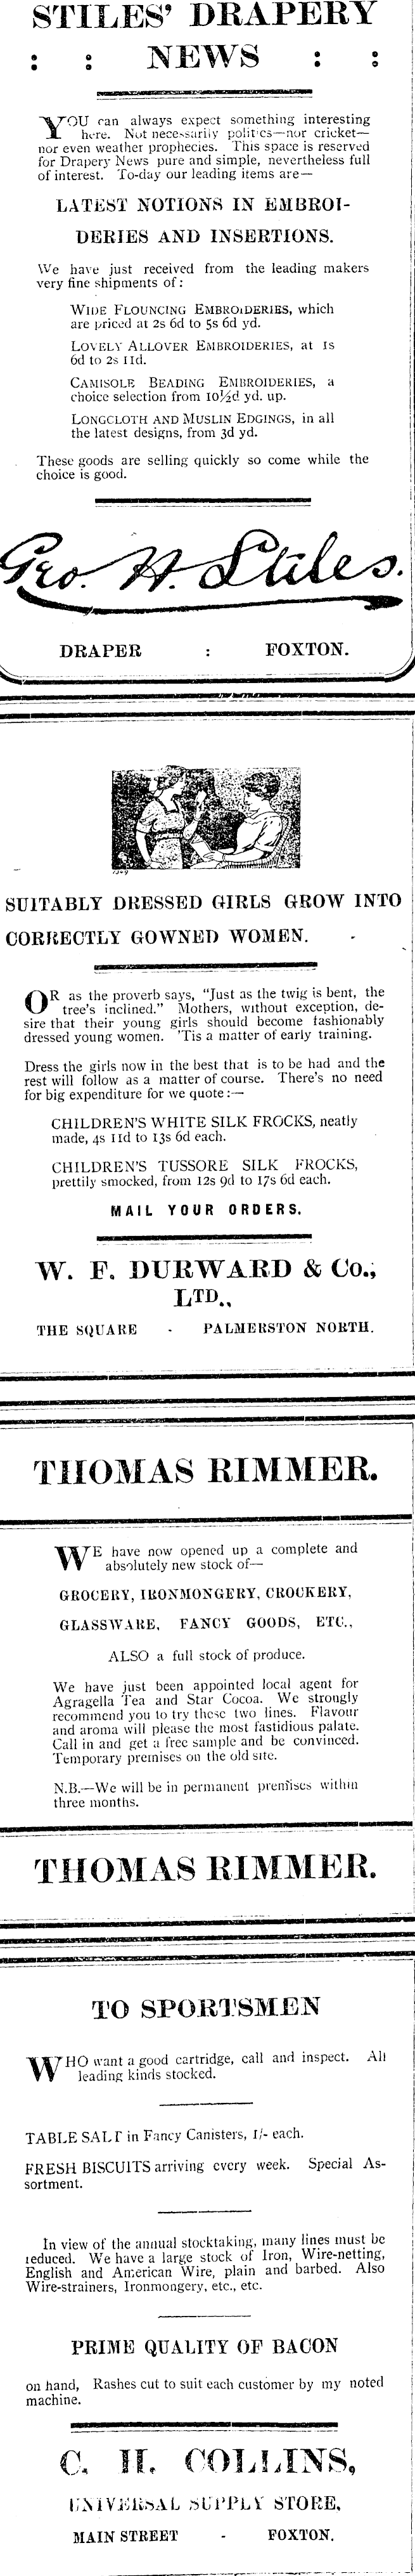 STILES' DRAPERY
: : NEWS : :
YOU can always expect something interesting
here. Not necessarily politics—nor cricket—
nor even weather prophecies. This space is reserved
for Drapery News pure and simple, nevertheless full
of interest. To-day our leading items are—
LATEST NOTIONS IN EMBROI-
DERIES AND INSERTIONS.
We have just received from the leading makers
very fine shipments of:
WIDE FLOUNCING EMBROIDERIES, which
are priced at 2s 6d to 5s 6d yd.
LOVELY ALLOVER EMBROIDERIES, at 1s
6d to 2s 11d.
CAMISOLE BEADING EMBROIDERIES, a
choice selection from 10½d yd. up.
LONGCLOTH AND MUSLIN EDGINGS, in all
the latest designs, from 3d yd.
These goods are selling quickly so come while the
choice is good.
Geo. H. Stiles.
DRAPER : FOXTON.
SUITABLY DRESSED GIRLS GROW INTO
CORRECTLY GOWNED WOMEN.
OR as the proverb says, "Just as the twig is bent, the
tree's inclined." Mothers, without exception, de-
sire that their young girls should become fashionably
dressed young women. 'Tis a matter of early training.
Dress the girls now in the best that is to be had and the
rest will follow as a matter of course. There's no need
for big expenditure for we quote:—
CHILDREN'S WHITE SILK FROCKS, neatly
made, 4s 11d to 13s 6d each.
CHILDREN'S TUSSORE SILK FROCKS,
prettily smocked, from 12s 9d to 17s 6d each.
MAIL YOUR ORDERS.
W. F. DURWARD & Co.,
LTD.,
THE SQUARE - PALMERSTON NORTH.
THOMAS RIMMER.
WE have now opened up a complete and
absolutely new stock of—
GROCERY, IRONMONGERY, CROCKERY,
GLASSWARE, FANCY GOODS, ETC.,
ALSO a full stock of produce.
We have just been appointed local agent for
Agragella Tea and Star Cocoa. We strongly
recommend you to try these two lines. Flavour
and aroma will please the most fastidious palate.
Call in and get a free sample and be convinced.
Temporary premises on the old site.
N.B.—We will be in permanent premises within
three months.
THOMAS RIMMER.
TO SPORTSMEN
WHO want a good cartridge, call and inspect. All
leading kinds stocked.
TABLE SALT in Fancy Canisters, 1/- each.
FRESH BISCUITS arriving every week. Special As-
sortment.
In view of the annual stocktaking, many lines must be
reduced. We have a large stock of Iron, Wire-netting,
English and American Wire, plain and barbed. Also
Wire-strainers, Ironmongery, etc., etc.
PRIME QUALITY OF BACON
on hand, Rashes cut to suit each customer by my noted
machine.
C. H. COLLINS,
UNIVERSAL SUPPLY STORE,
MAIN STREET - FOXTON.